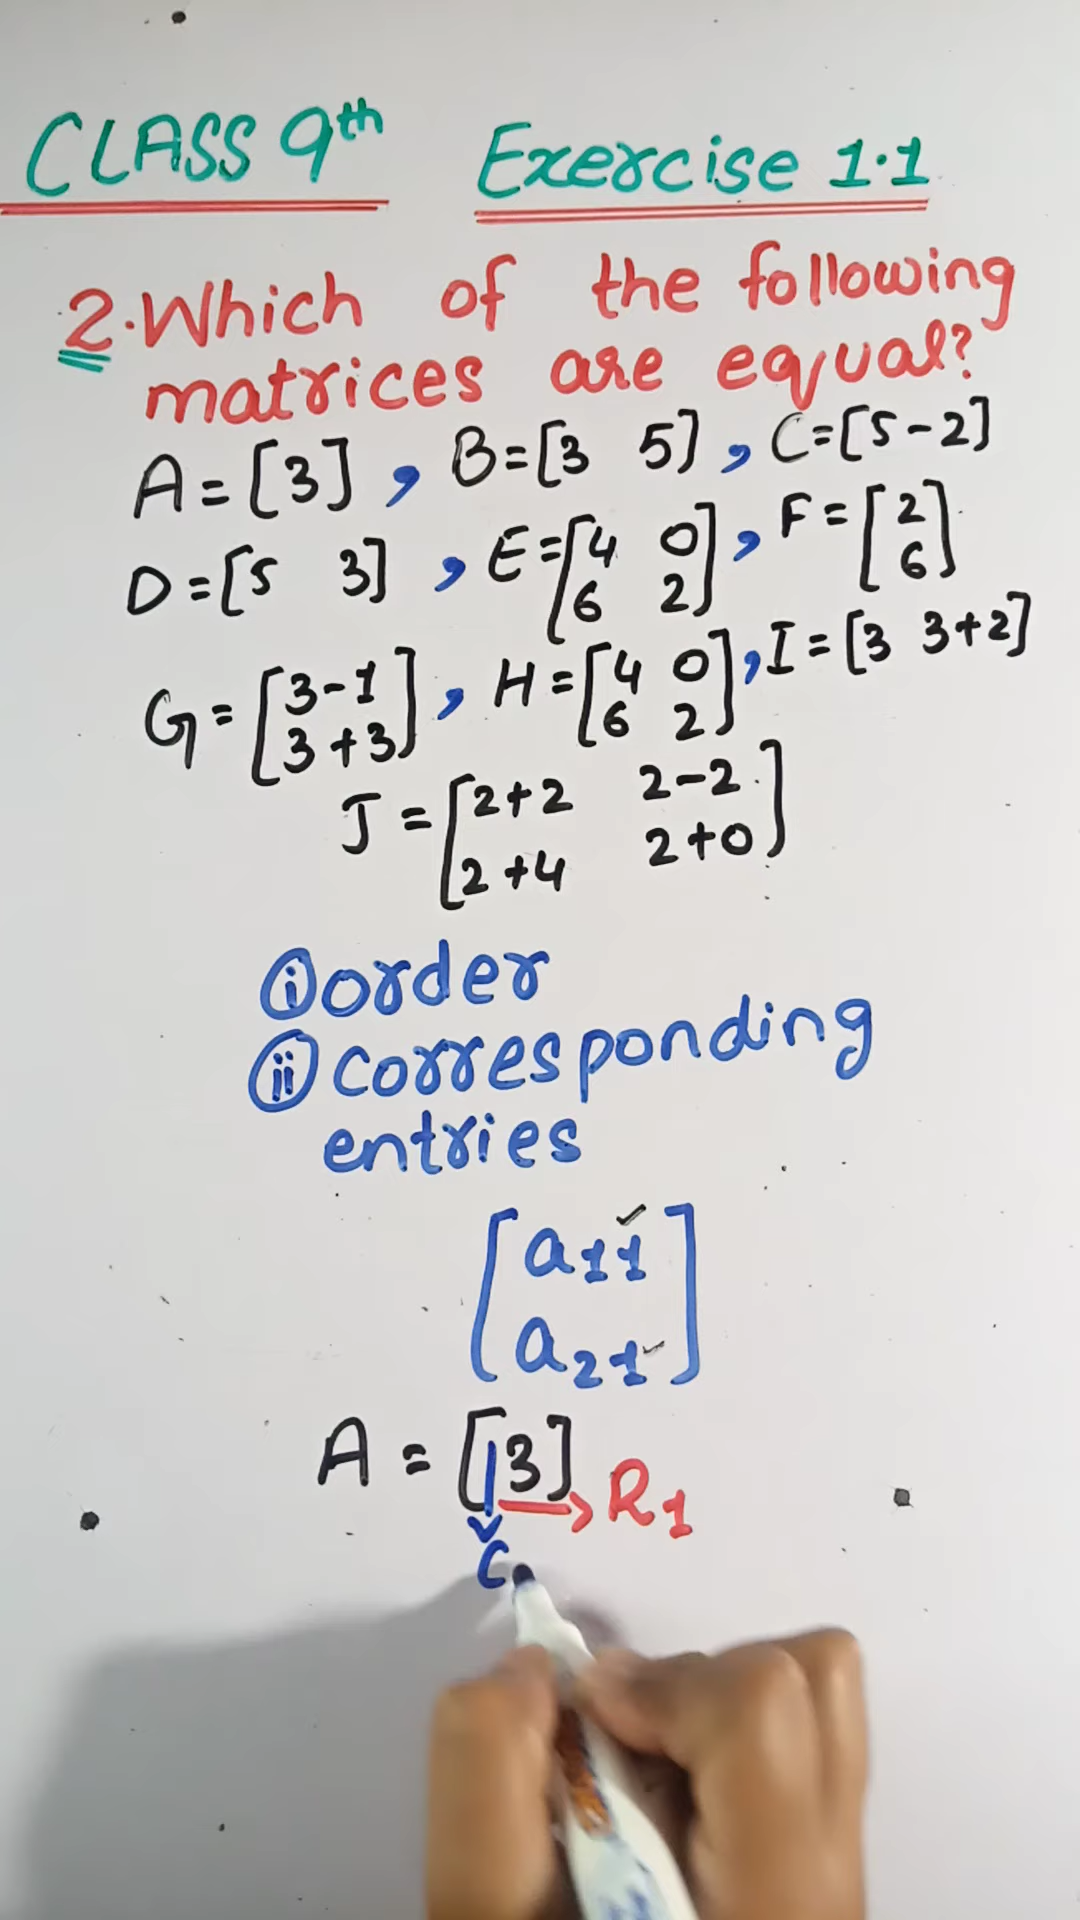 CLASS 9th Exercise 1.1
2. Which of the following
matrices are equal?
A = [3] , B = [3 5] , C = [5-2]
D = [5 3] , E = [4 0 6 2] , F = [2 6]
G = [3-1 3+3] , H = [4 0 6 2] , I = [3 3+2]
J = [2+2 2-2 2+4 2+0]
(i) order
(ii) corresponding
entries
[a11 a21]
A = [3] R1
C